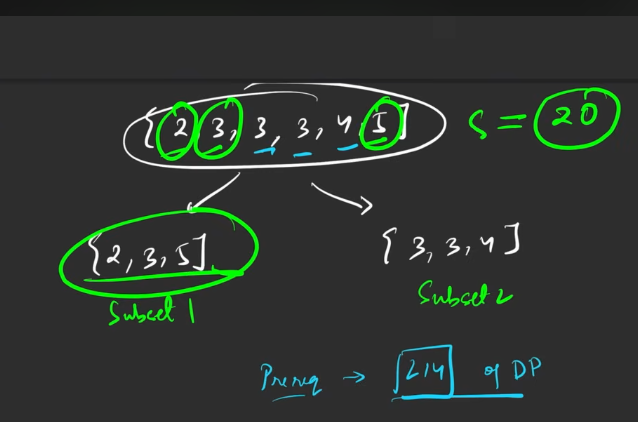 {2, 3, 3, 3, 4, 5} S = 20
{2, 3, 5} { 3, 3, 4 }
Subset 1 Subset 2
Prereq → L14 of DP